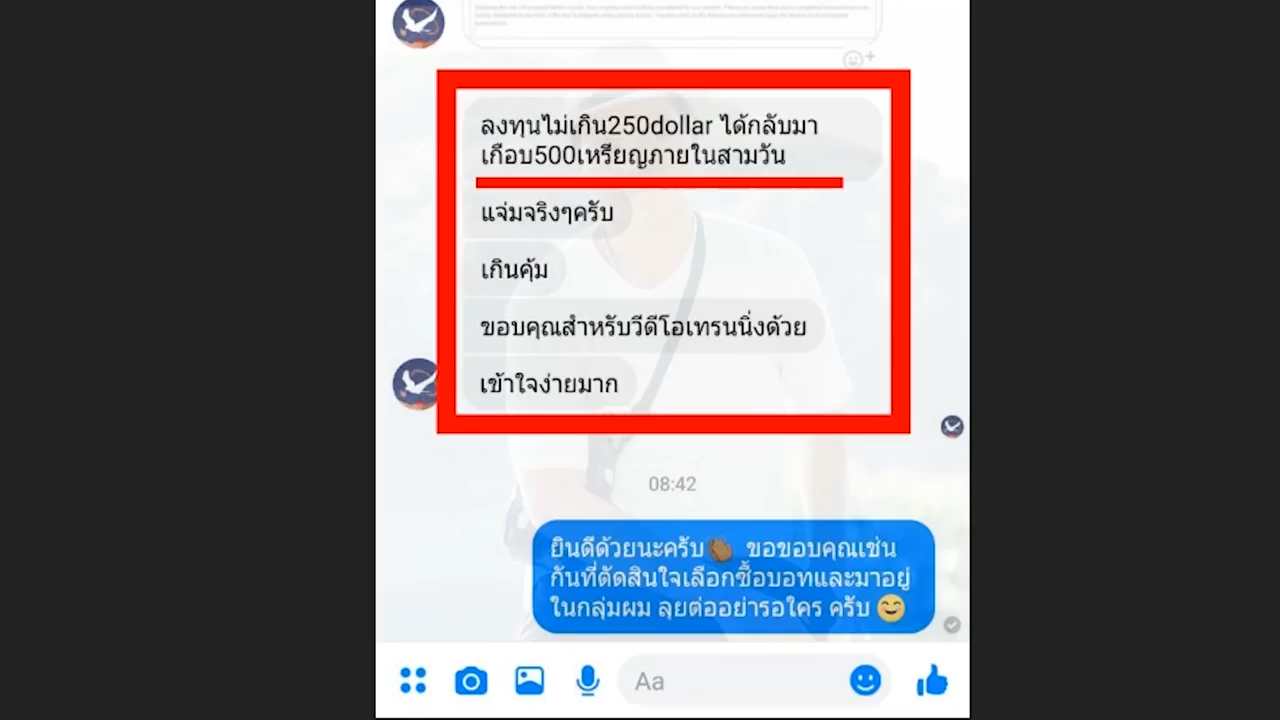 ลงทุนไม่เกิน250dollar ได้กลับมา
เกือบ500เหรียญภายในสามวัน
แจ่มจริงๆครับ
เกินคุ้ม
ขอบคุณสำหรับวีดีโอเทรนนิ่งด้วย
เข้าใจง่ายมาก
08:42
ยินดีด้วยนะครับ👏🏾 ขอขอบคุณเช่น
กันที่ตัดสินใจเลือกซื้อบอทและมาอยู่
ในกลุ่มผม ลุยต่ออย่ารอใคร ครับ😊
Aa